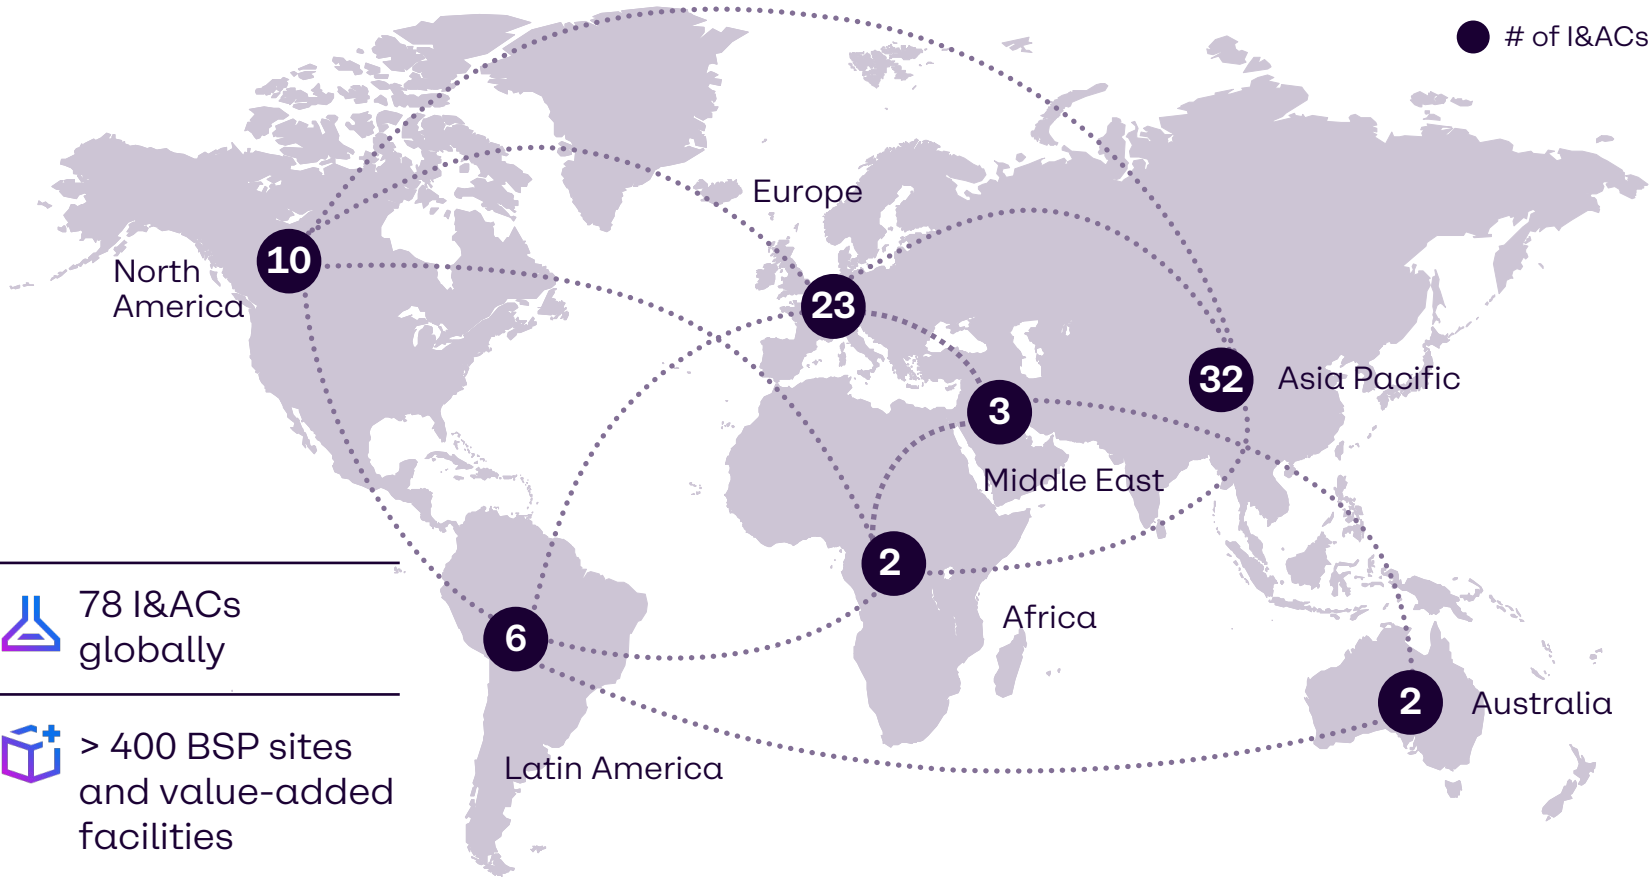 # of I&ACs
Europe
10
North
America
23
32
Asia Pacific
3
Middle East
2
Africa
6
2
Australia
Latin America
78 I&ACs
globally
> 400 BSP sites
and value-added
facilities